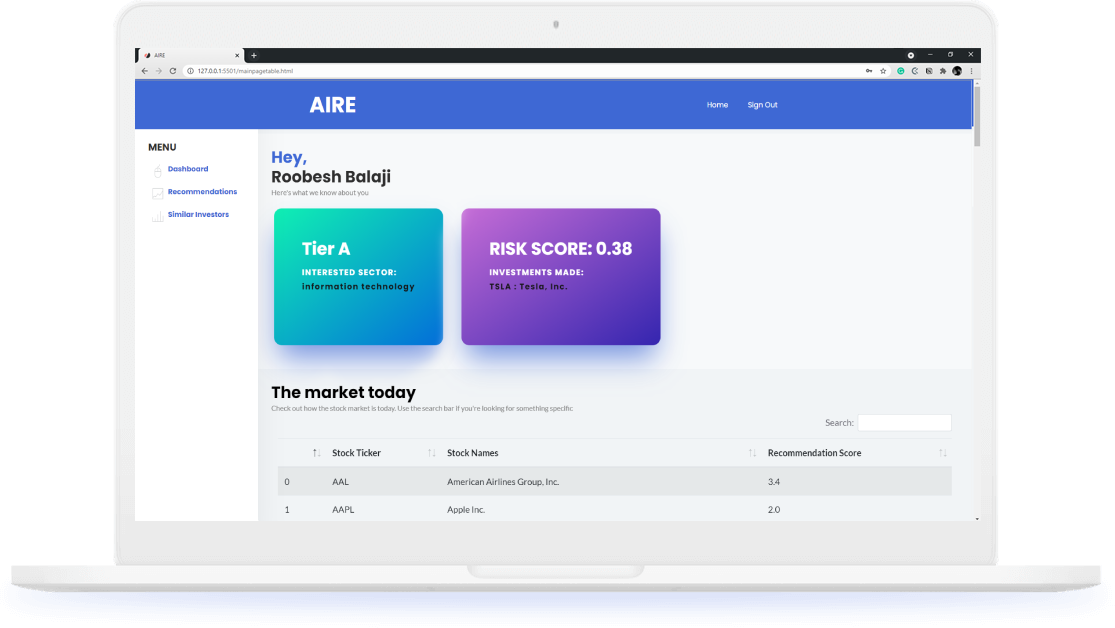 AIRE
127.0.0.1:5501/mainpagetable.html
AIRE
Home
Sign Out
MENU
Dashboard
Recommendations
Similar Investors
Hey,
Roobesh Balaji
Here's what we know about you
Tier A
INTERESTED SECTOR:
information technology
RISK SCORE: 0.38
INVESTMENTS MADE:
TSLA : Tesla, Inc.
The market today
Check out how the stock market is today. Use the search bar if you're looking for something specific
Search:
Stock Ticker Stock Names Recommendation Score
0 AAL American Airlines Group, Inc. 3.4
1 AAPL Apple Inc. 2.0